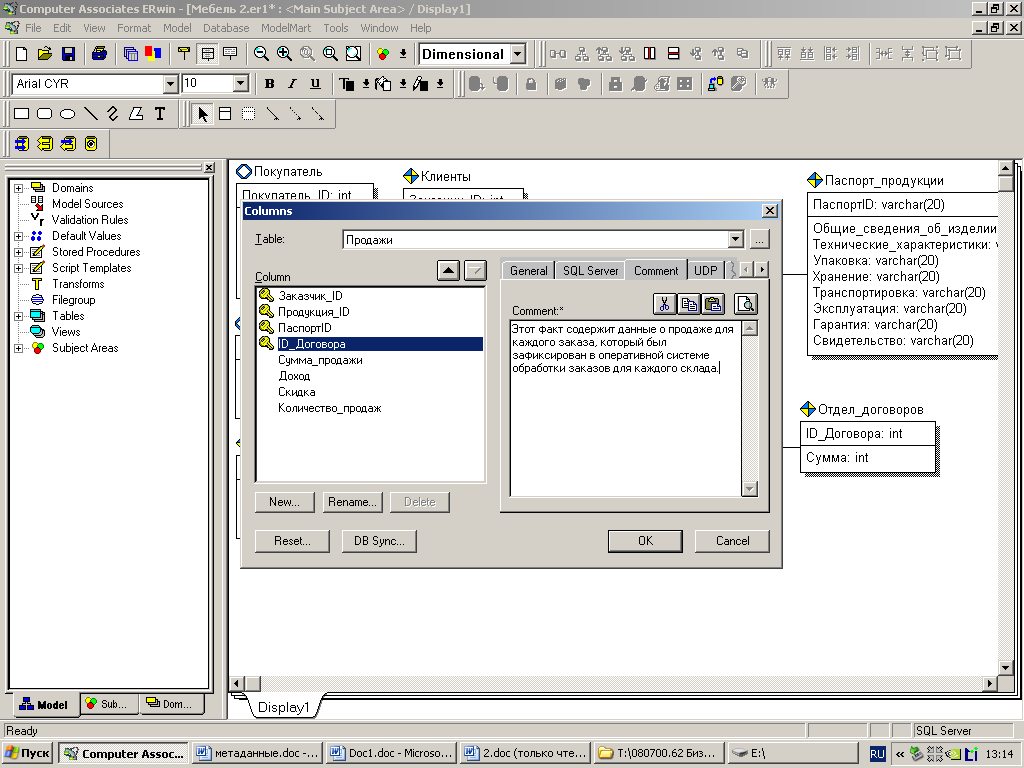 Computer Associates ERwin - [Мебель 2.er1* : <Main Subject Area> / Display1]
File Edit View Format Model Database ModelMart Tools Window Help
Dimensional
Arial CYR 10 B I U
T
Domains
Model Sources
Validation Rules
Default Values
Stored Procedures
Script Templates
Transforms
Filegroup
Tables
Views
Subject Areas
Model Sub... Dom...
Покупатель
Покупатель_ID: int
Клиенты
Паспорт_продукции
ПаспортID: varchar(20)
Общие_сведения_об_изделии
Технические_характеристики:
Упаковка: varchar(20)
Хранение: varchar(20)
Транспортировка: varchar(20)
Эксплуатация: varchar(20)
Гарантия: varchar(20)
Свидетельство: varchar(20)
Отдел_договоров
ID_Договора: int
Сумма: int
Columns
Table: Продажи ...
Column
Заказчик_ID
Продукция_ID
ПаспортID
ID_Договора
Сумма_продажи
Доход
Скидка
Количество_продаж
General SQL Server Comment UDP
Comment:*
Этот факт содержит данные о продаже для
каждого заказа, который был
зафиксирован в оперативной системе
обработки заказов для каждого склада.
New... Rename... Delete
Reset... DB Sync... OK Cancel
Display1
Ready SQL Server
Пуск Computer Assoc... метаданные.doc -... Doc1.doc - Microso... 2.doc (только чте... T:\080700.62 Биз... E:\ RU « 13:14